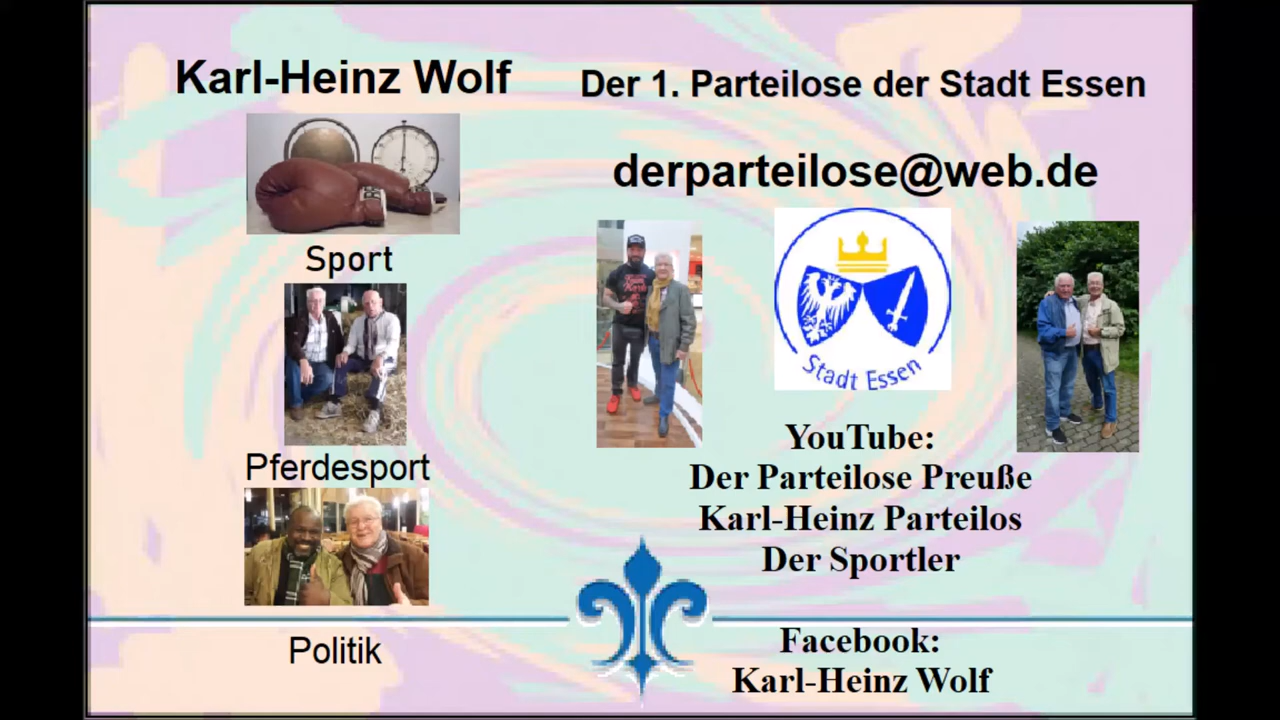 Karl-Heinz Wolf
Der 1. Parteilose der Stadt Essen
derparteilose@web.de
Sport
Pferdesport
Politik
Stadt Essen
YouTube:
Der Parteilose Preuße
Karl-Heinz Parteilos
Der Sportler
Facebook:
Karl-Heinz Wolf